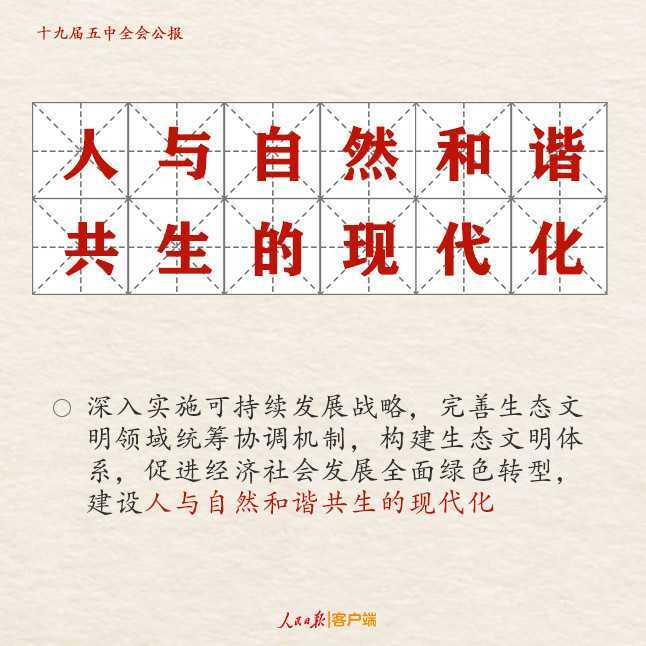 十九届五中全会公报
人与自然和谐
共生的现代化
○ 深入实施可持续发展战略，完善生态文
明领域统筹协调机制，构建生态文明体
系，促进经济社会发展全面绿色转型，
建设人与自然和谐共生的现代化
人民日报|客户端